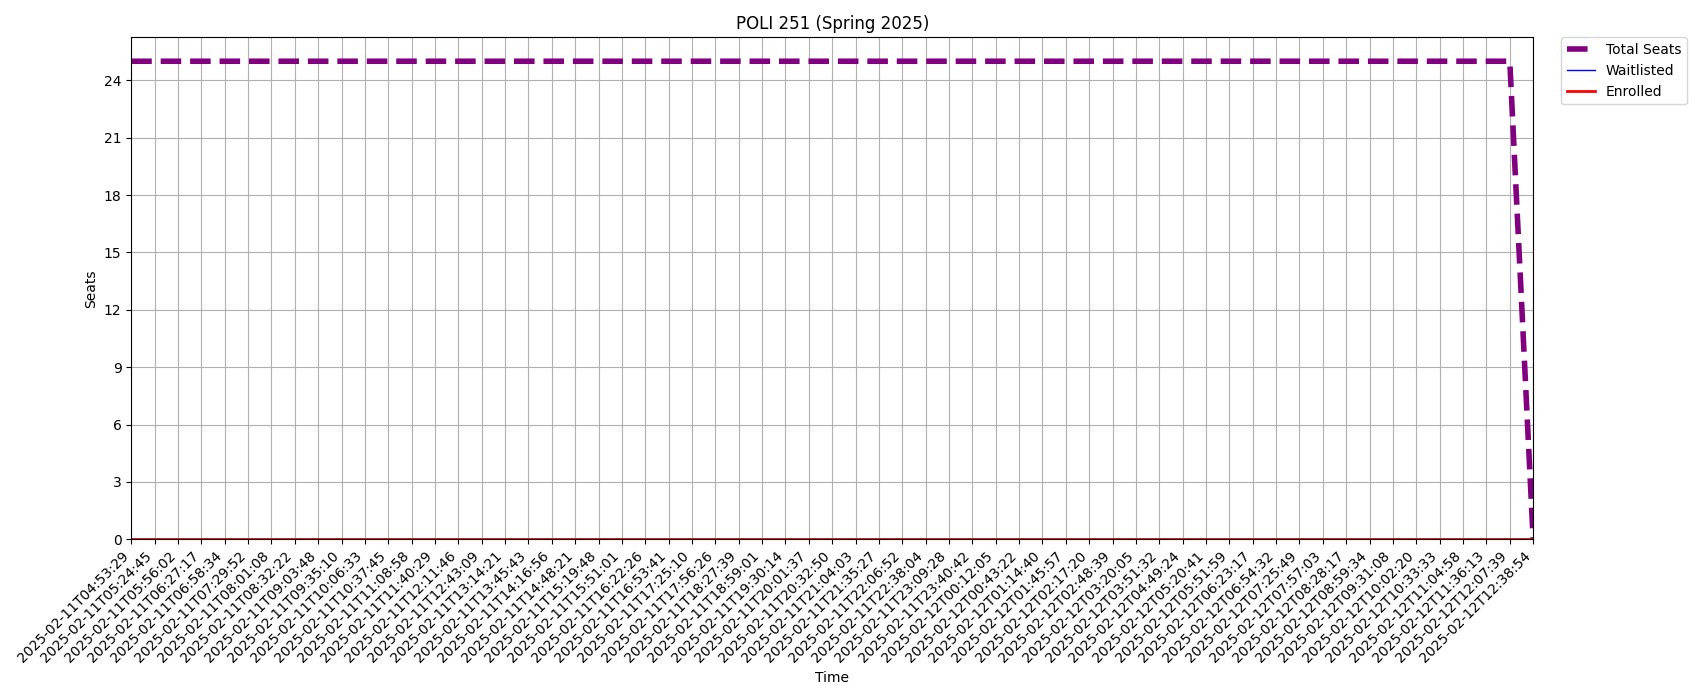 POLI 251 (Spring 2025)
Total Seats
Waitlisted
Enrolled
Seats
24
21
18
15
12
9
6
3
0
2025-02-11T04:53:29
2025-02-11T05:24:45
2025-02-11T05:56:02
2025-02-11T06:27:17
2025-02-11T06:58:34
2025-02-11T07:29:52
2025-02-11T08:01:08
2025-02-11T08:32:22
2025-02-11T09:03:48
2025-02-11T09:35:10
2025-02-11T10:06:33
2025-02-11T10:37:45
2025-02-11T11:08:58
2025-02-11T11:40:29
2025-02-11T12:11:46
2025-02-11T12:43:09
2025-02-11T13:14:21
2025-02-11T13:45:43
2025-02-11T14:16:56
2025-02-11T14:48:21
2025-02-11T15:19:48
2025-02-11T15:51:01
2025-02-11T16:22:26
2025-02-11T16:53:41
2025-02-11T17:25:10
2025-02-11T17:56:26
2025-02-11T18:27:39
2025-02-11T18:59:01
2025-02-11T19:30:14
2025-02-11T20:01:37
2025-02-11T20:32:50
2025-02-11T21:04:03
2025-02-11T21:35:27
2025-02-11T22:06:52
2025-02-11T22:38:04
2025-02-11T23:09:28
2025-02-11T23:40:42
2025-02-12T00:12:05
2025-02-12T00:43:22
2025-02-12T01:14:40
2025-02-12T01:45:57
2025-02-12T02:17:20
2025-02-12T02:48:39
2025-02-12T03:20:05
2025-02-12T03:51:32
2025-02-12T04:49:24
2025-02-12T05:20:41
2025-02-12T05:51:59
2025-02-12T06:23:17
2025-02-12T06:54:32
2025-02-12T07:25:49
2025-02-12T07:57:03
2025-02-12T08:28:17
2025-02-12T08:59:34
2025-02-12T09:31:08
2025-02-12T10:02:20
2025-02-12T10:33:33
2025-02-12T11:04:58
2025-02-12T11:36:13
2025-02-12T12:07:39
2025-02-12T12:38:54
Time